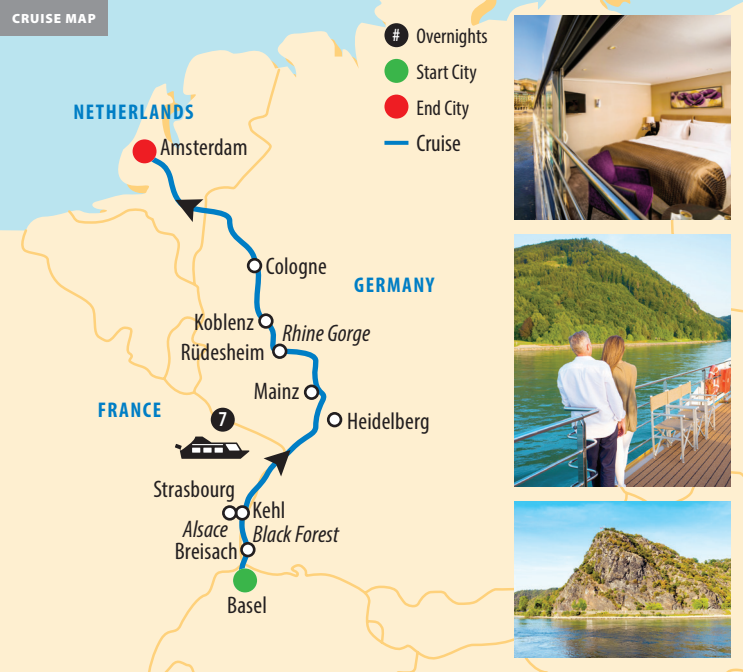 CRUISE MAP
# Overnights
Start City
End City
Cruise
NETHERLANDS
Amsterdam
Cologne
GERMANY
Koblenz
Rhine Gorge
Rüdesheim
Mainz
FRANCE
7
Heidelberg
Strasbourg
Kehl
Alsace
Black Forest
Breisach
Basel